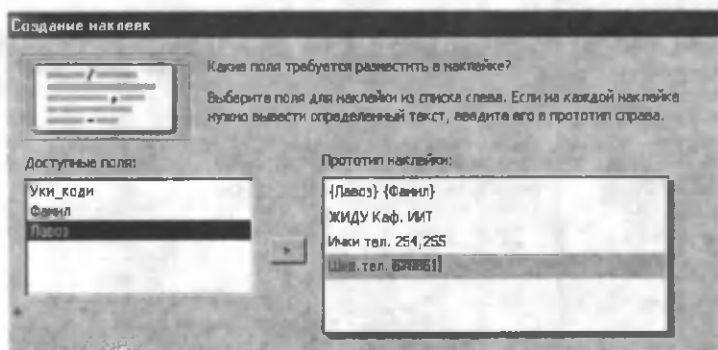 Создание наклеек
Какие поля требуется разместить в наклейке?
Выберите поля для наклейки из списка слева. Если на каждой наклейке
нужно вывести определенный текст, введите его в прототип справа.
Доступные поля:
Уки_коди
Фамил
Лавоз
>
Прототип наклейки:
{Лавоз} {Фамил}
ЖИДУ Каф. ИИТ
Ички тел. 254,255
тел.